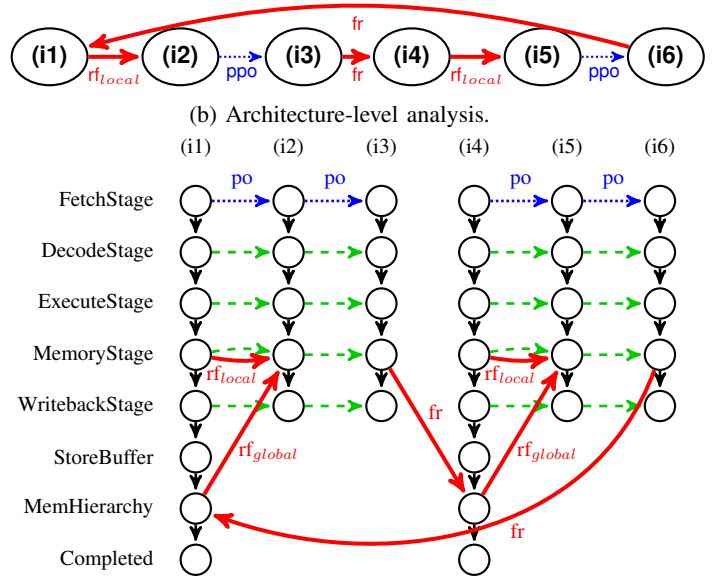 fr
(i1) (i2) (i3) (i4) (i5) (i6)
rf_local ppo fr rf_local ppo
(b) Architecture-level analysis.
(i1) (i2) (i3) (i4) (i5) (i6)
po po po po
FetchStage
DecodeStage
ExecuteStage
MemoryStage
rf_local rf_local
WritebackStage
fr
rf_global rf_global
StoreBuffer
MemHierarchy
fr
Completed